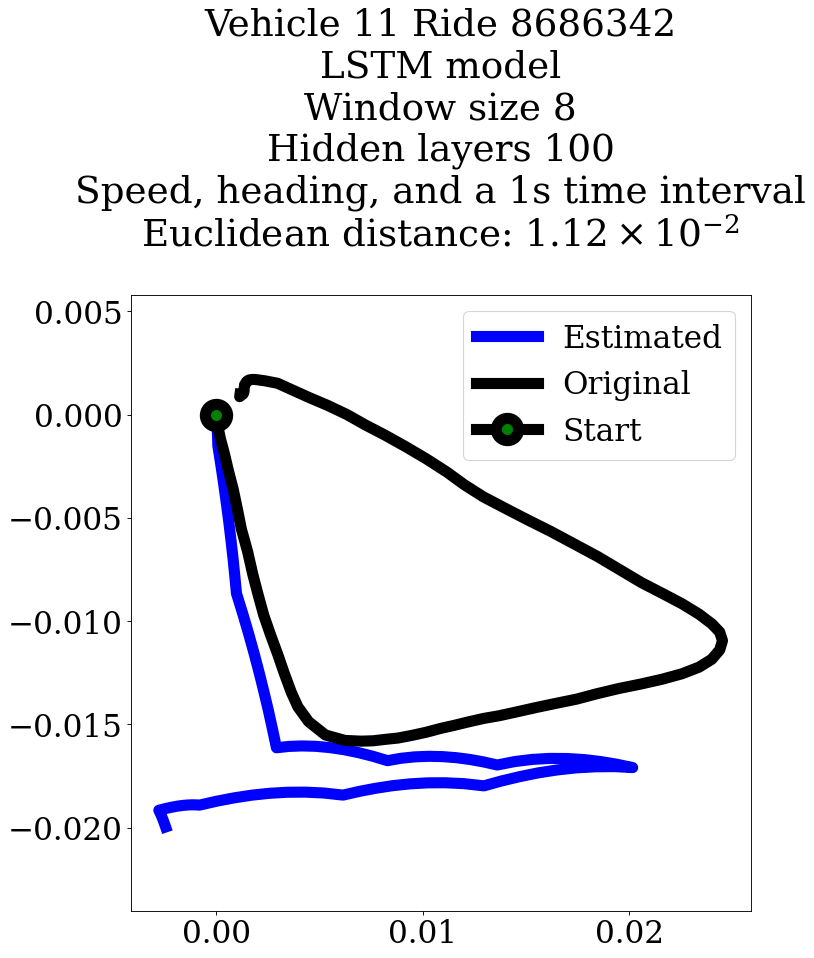 Vehicle 11 Ride 8686342
LSTM model
Window size 8
Hidden layers 100
Speed, heading, and a 1s time interval
Euclidean distance: 1.12 × 10⁻²
0.005
0.000
−0.005
−0.010
−0.015
−0.020
Estimated
Original
Start
0.00 0.01 0.02